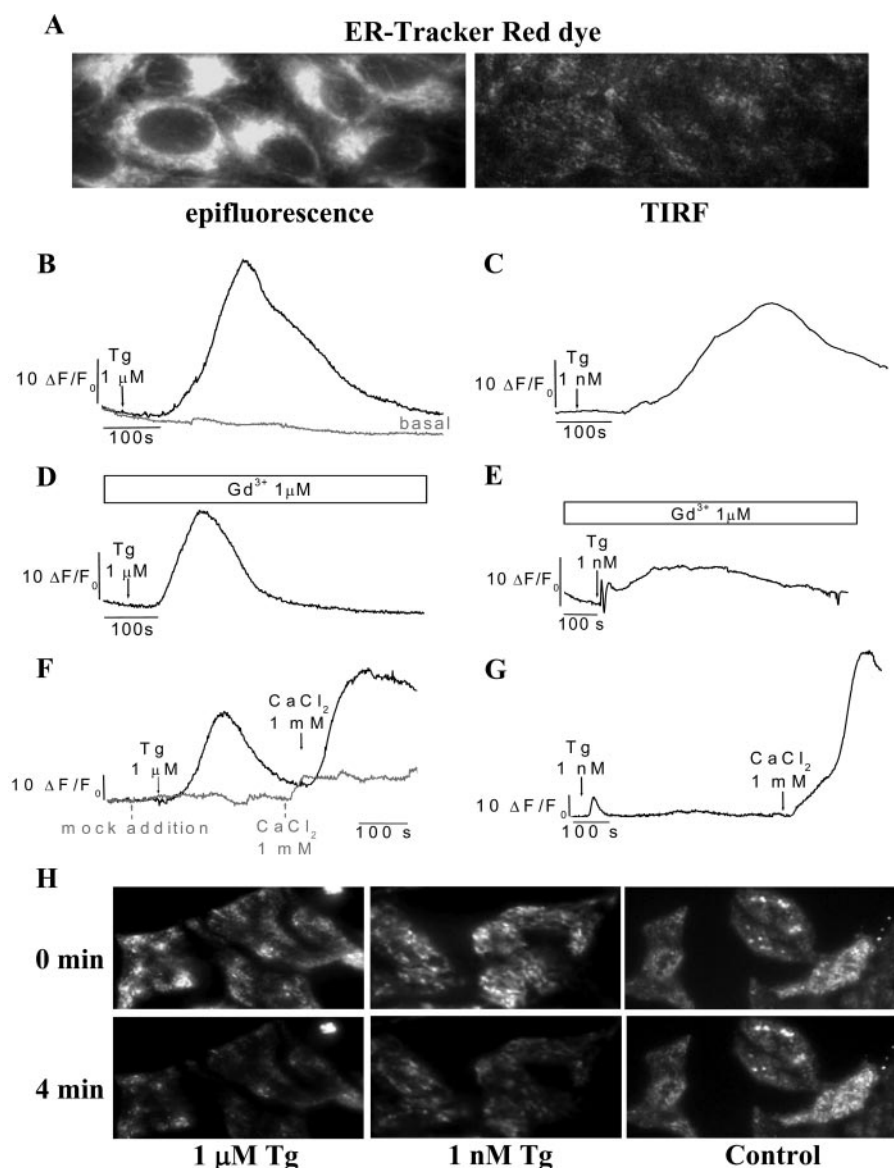 A
ER-Tracker Red dye
epifluorescence
TIRF
B
Tg
1 μM
10 ΔF/F0
basal
100s
C
Tg
1 nM
10 ΔF/F0
100s
D
Gd3+ 1μM
Tg
1 μM
10 ΔF/F0
100s
E
Gd3+ 1μM
Tg
1 nM
10 ΔF/F0
100 s
F
CaCl2
1 mM
Tg
1 μM
10 ΔF/F0
mock addition
CaCl2
1 mM
100 s
G
Tg
1 nM
CaCl2
1 mM
10 ΔF/F0
100 s
H
0 min
4 min
1 μM Tg
1 nM Tg
Control